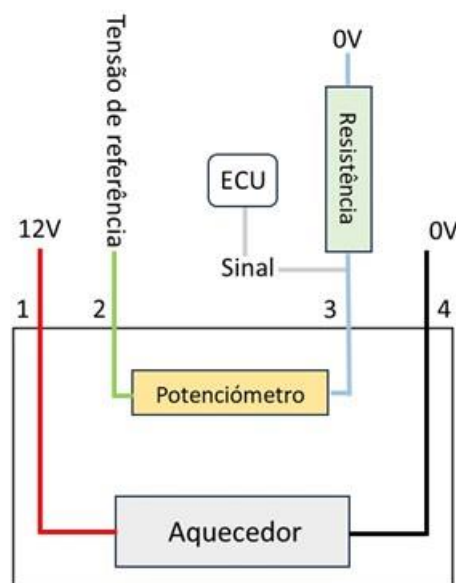 Tensão de referência
0V
Resistência
ECU
12V
Sinal
0V
1
2
3
4
Potenciómetro
Aquecedor